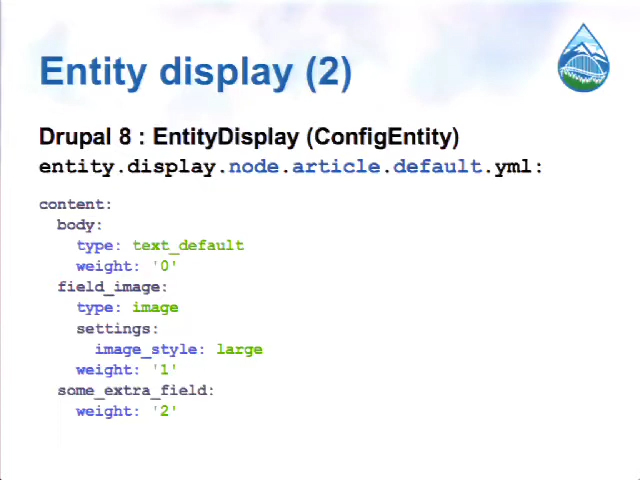 Entity display (2)
Drupal 8 : EntityDisplay (ConfigEntity)
entity.display.node.article.default.yml:
content:
  body:
    type: text_default
    weight: '0'
  field_image:
    type: image
    settings:
      image_style: large
    weight: '1'
  some_extra_field:
    weight: '2'